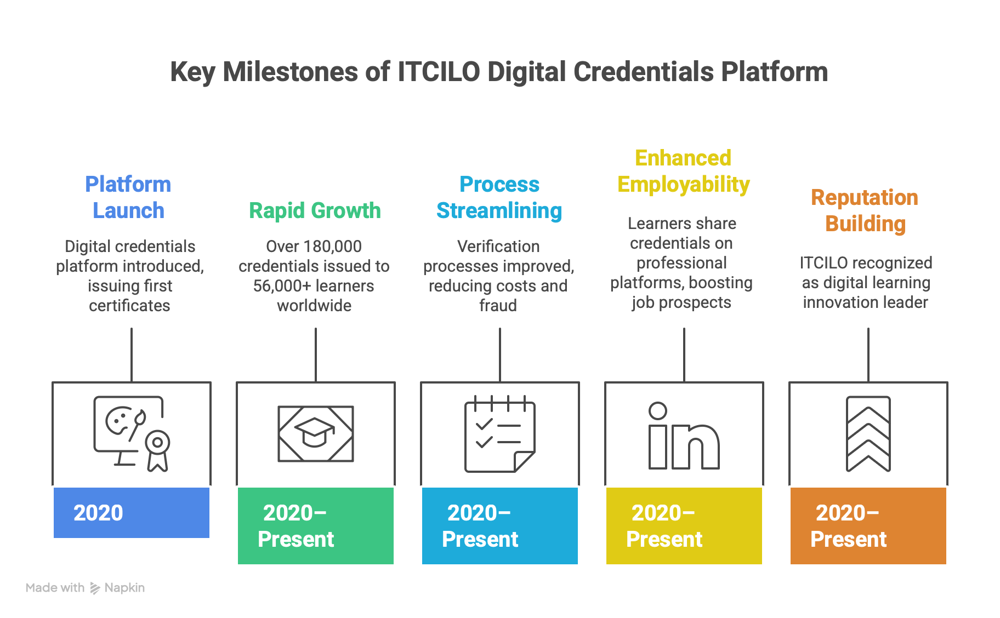 Key Milestones of ITCILO Digital Credentials Platform
Platform
Launch
Digital credentials
platform introduced,
issuing first
certificates
2020
Rapid Growth
Over 180,000
credentials issued to
56,000+ learners
worldwide
2020–
Present
Process
Streamlining
Verification
processes improved,
reducing costs and
fraud
2020–
Present
Enhanced
Employability
Learners share
credentials on
professional
platforms, boosting
job prospects
in
2020–
Present
Reputation
Building
ITCILO recognized
as digital learning
innovation leader
2020–
Present
Made with Napkin